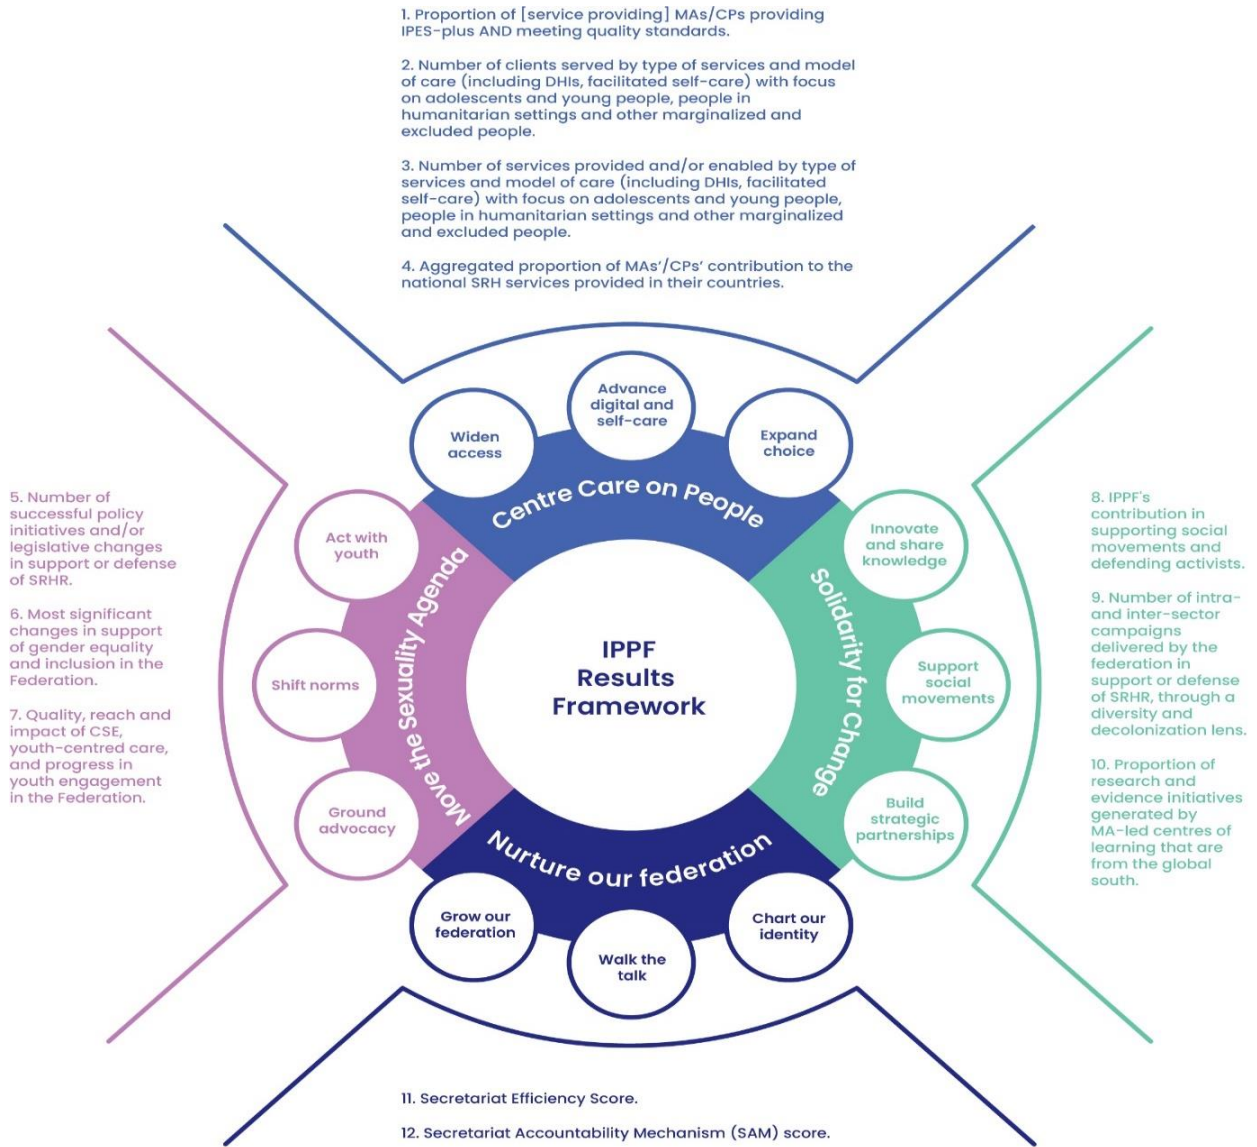 1. Proportion of [service providing] MAs/CPs providing
IPES-plus AND meeting quality standards.
2. Number of clients served by type of services and model
of care (including DHIs, facilitated self-care) with focus
on adolescents and young people, people in
humanitarian settings and other marginalized and
excluded people.
3. Number of services provided and/or enabled by type of
services and model of care (including DHIs, facilitated
self-care) with focus on adolescents and young people,
people in humanitarian settings and other marginalized
and excluded people.
4. Aggregated proportion of MAs'/CPs' contribution to the
national SRH services provided in their countries.
Widen
access
Advance
digital and
self-care
Expand
choice
Centre Care on People
5. Number of
successful policy
initiatives and/or
legislative changes
in support or defense
of SRHR.
6. Most significant
changes in support
of gender equality
and inclusion in the
Federation.
7. Quality, reach and
impact of CSE,
youth-centred care,
and progress in
youth engagement
in the Federation.
Act with
youth
Shift norms
Ground
advocacy
Move the Sexuality Agenda
IPPF
Results
Framework
Solidarity for Change
Innovate
and share
knowledge
Support
social
movements
Build
strategic
partnerships
8. IPPF's
contribution in
supporting social
movements and
defending activists.
9. Number of intra-
and inter-sector
campaigns
delivered by the
federation in
support or defense
of SRHR, through a
diversity and
decolonization lens.
10. Proportion of
research and
evidence initiatives
generated by
MA-led centres of
learning that are
from the global
south.
Nurture our federation
Grow our
federation
Walk the
talk
Chart our
identity
11. Secretariat Efficiency Score.
12. Secretariat Accountability Mechanism (SAM) score.